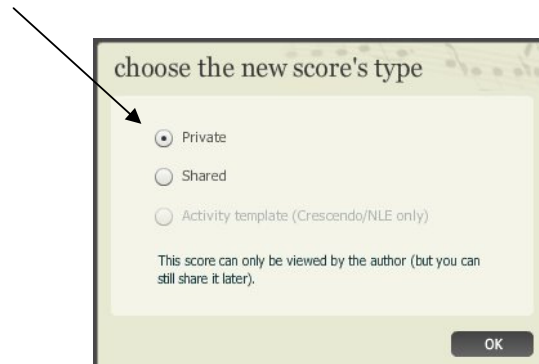 choose the new score's type
Private
Shared
Activity template (Crescendo/NLE only)
This score can only be viewed by the author (but you can
still share it later).
OK